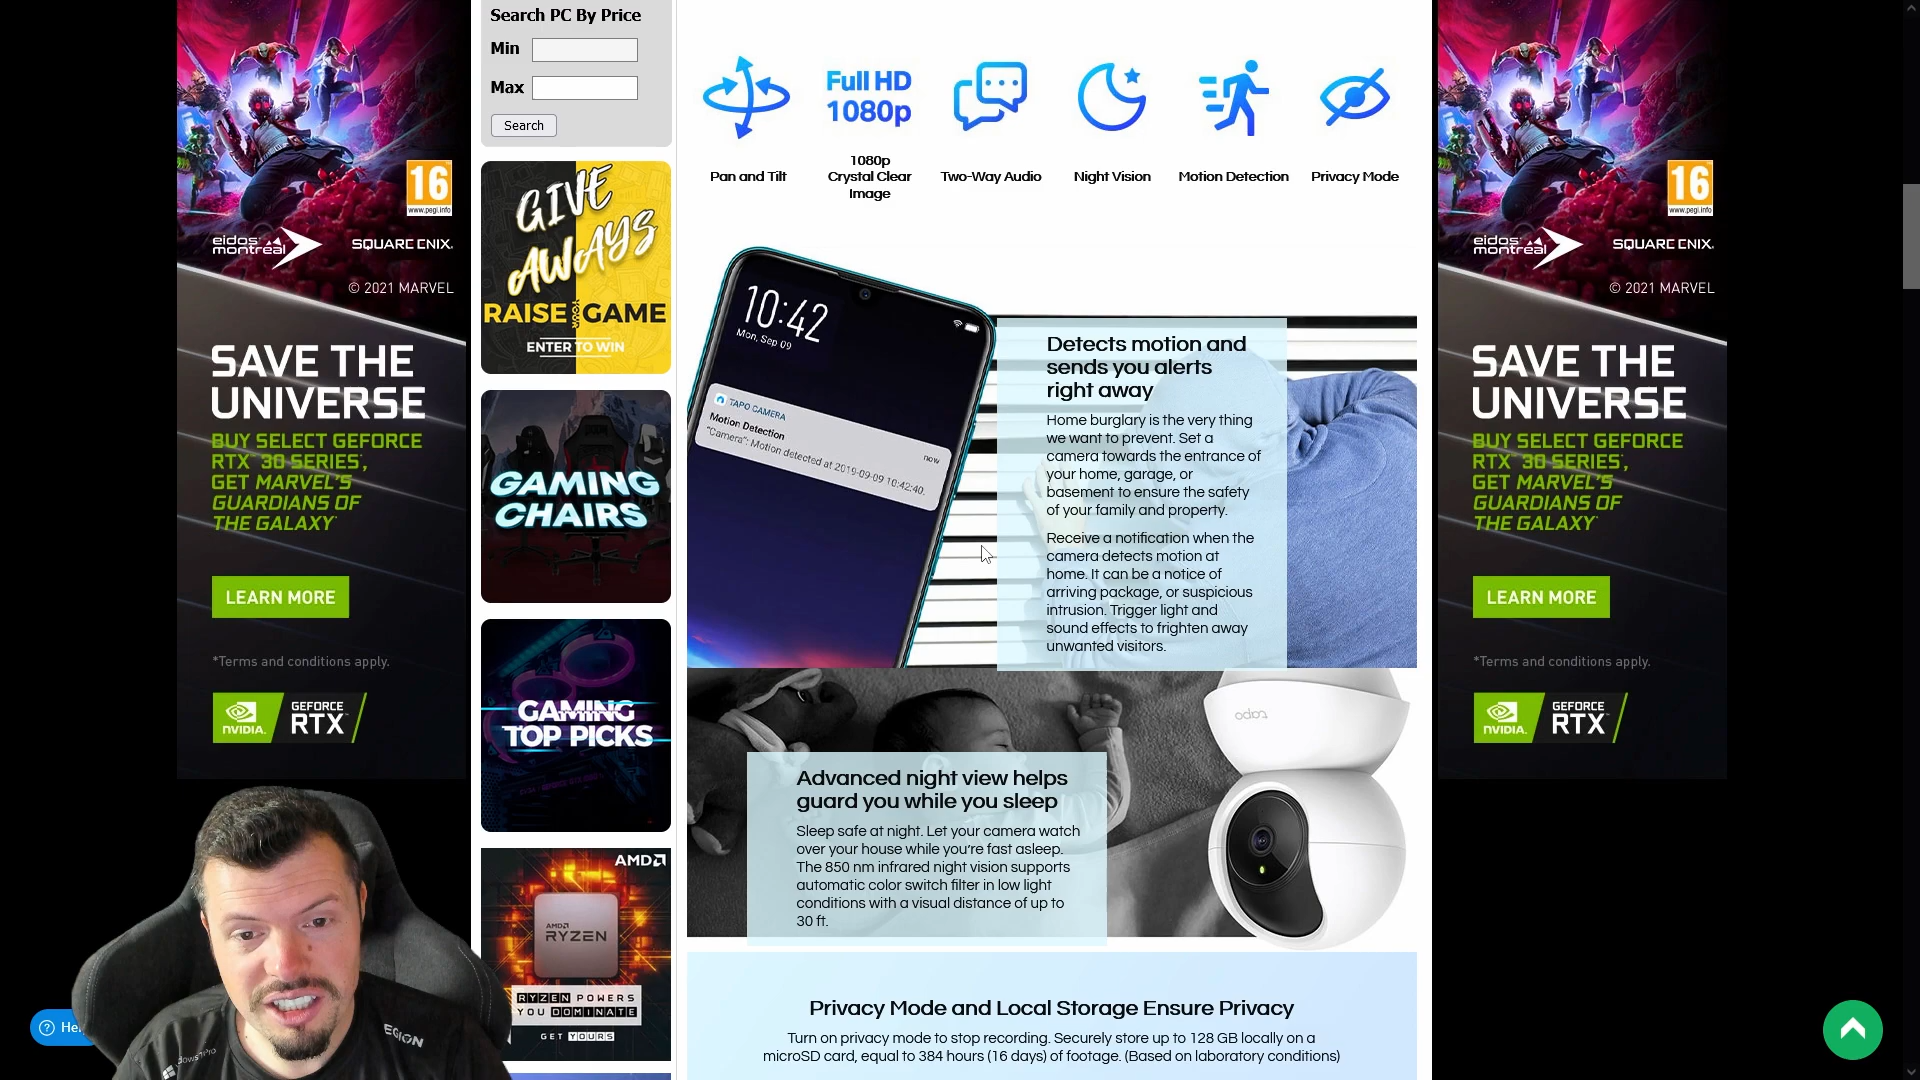 16
www.pegi.info
eidos
montréal
SQUARE ENIX.
© 2021 MARVEL
SAVE THE
UNIVERSE
BUY SELECT GEFORCE
RTX™ 30 SERIES*,
GET MARVEL'S
GUARDIANS OF
THE GALAXY*
LEARN MORE
*Terms and conditions apply.
NVIDIA.
GEFORCE
RTX™
Search PC By Price
Min
Max
Search
GIVE
AWAYS
RAISE YOUR GAME
ENTER TO WIN
GAMING
CHAIRS
GAMING
TOP PICKS
AMD
AMD
RYZEN
RYZEN POWERS
YOU DOMINATE
GET YOURS
Full HD
1080p
Pan and Tilt
1080p
Crystal Clear
Image
Two-Way Audio
Night Vision
Motion Detection
Privacy Mode
10:42
Mon, Sep 09
TAPO CAMERA
now
Motion Detection
"Camera": Motion detected at 2019-09-09 10:42:40.
Detects motion and
sends you alerts
right away
Home burglary is the very thing
we want to prevent. Set a
camera towards the entrance of
your home, garage, or
basement to ensure the safety
of your family and property.
Receive a notification when the
camera detects motion at
home. It can be a notice of
arriving package, or suspicious
intrusion. Trigger light and
sound effects to frighten away
unwanted visitors.
tapo
Advanced night view helps
guard you while you sleep
Sleep safe at night. Let your camera watch
over your house while you're fast asleep.
The 850 nm infrared night vision supports
automatic color switch filter in low light
conditions with a visual distance of up to
30 ft.
Privacy Mode and Local Storage Ensure Privacy
Turn on privacy mode to stop recording. Securely store up to 128 GB locally on a
microSD card, equal to 384 hours (16 days) of footage. (Based on laboratory conditions)
16
www.pegi.info
eidos
montréal
SQUARE ENIX.
© 2021 MARVEL
SAVE THE
UNIVERSE
BUY SELECT GEFORCE
RTX™ 30 SERIES*,
GET MARVEL'S
GUARDIANS OF
THE GALAXY*
LEARN MORE
*Terms and conditions apply.
NVIDIA.
GEFORCE
RTX™
EGION